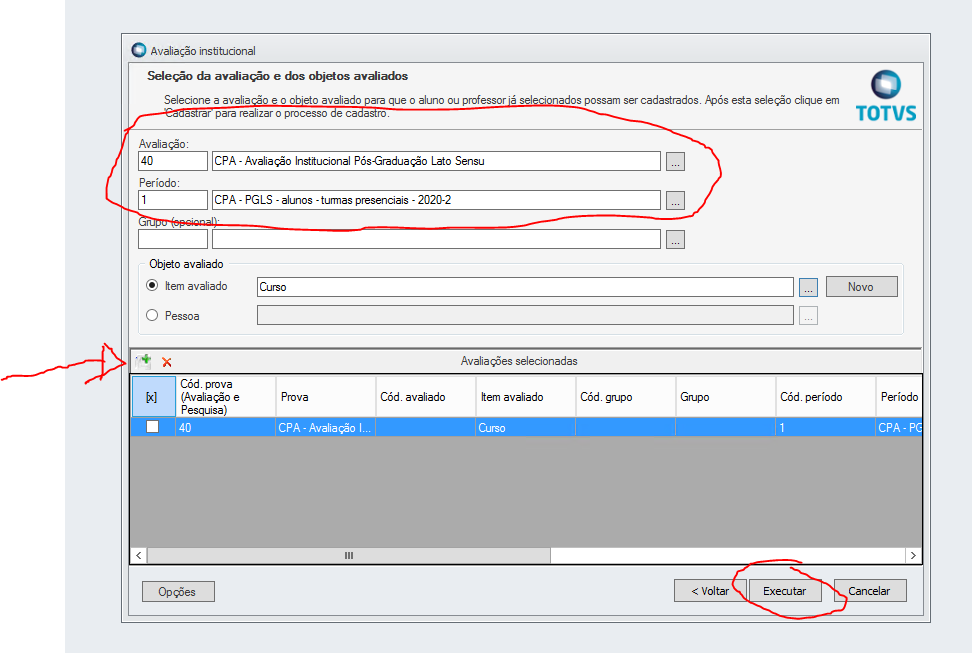 Avaliação institucional
Seleção da avaliação e dos objetos avaliados
Selecione a avaliação e o objeto avaliado para que o aluno ou professor já selecionados possam ser cadastrados. Após esta seleção clique em
'Cadastrar' para realizar o processo de cadastro.
TOTVS
Avaliação:
40 CPA - Avaliação Institucional Pós-Graduação Lato Sensu ...
Período:
1 CPA - PGLS - alunos - turmas presenciais - 2020-2 ...
Grupo (opcional):
...
Objeto avaliado
Item avaliado Curso ... Novo
Pessoa ...
Avaliações selecionadas
[x] Cód. prova (Avaliação e Pesquisa) Prova Cód. avaliado Item avaliado Cód. grupo Grupo Cód. período Período
40 CPA - Avaliação I... Curso 1 CPA - PG
Opções < Voltar Executar Cancelar